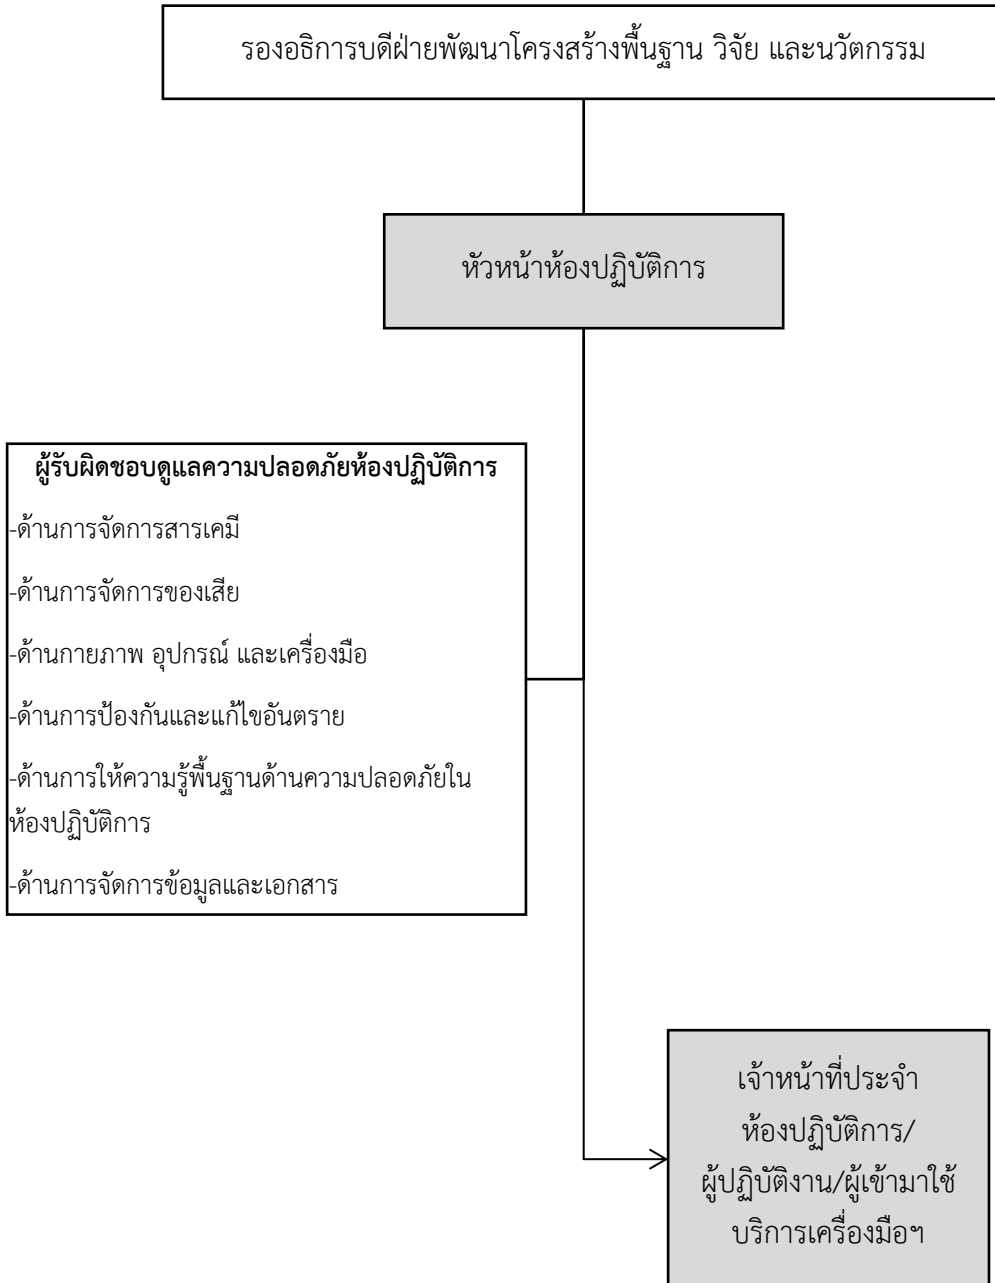 รองอธิการบดีฝ่ายพัฒนาโครงสร้างพื้นฐาน วิจัย และนวัตกรรม
หัวหน้าห้องปฏิบัติการ
ผู้รับผิดชอบดูแลความปลอดภัยห้องปฏิบัติการ
-ด้านการจัดการสารเคมี
-ด้านการจัดการของเสีย
-ด้านกายภาพ อุปกรณ์ และเครื่องมือ
-ด้านการป้องกันและแก้ไขอันตราย
-ด้านการให้ความรู้พื้นฐานด้านความปลอดภัยใน
ห้องปฏิบัติการ
-ด้านการจัดการข้อมูลและเอกสาร
เจ้าหน้าที่ประจำ
ห้องปฏิบัติการ/
ผู้ปฏิบัติงาน/ผู้เข้ามาใช้
บริการเครื่องมือฯ